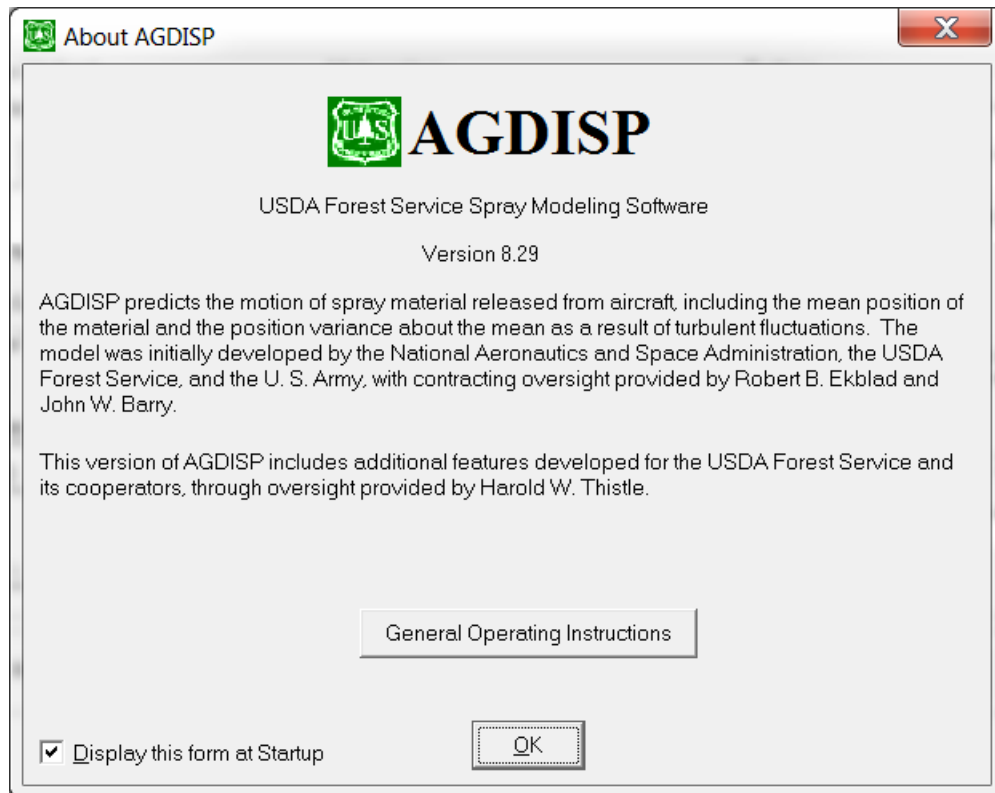 About AGDISP
X
U S
AGDISP
USDA Forest Service Spray Modeling Software
Version 8.29
AGDISP predicts the motion of spray material released from aircraft, including the mean position of
the material and the position variance about the mean as a result of turbulent fluctuations. The
model was initially developed by the National Aeronautics and Space Administration, the USDA
Forest Service, and the U. S. Army, with contracting oversight provided by Robert B. Ekblad and
John W. Barry.
This version of AGDISP includes additional features developed for the USDA Forest Service and
its cooperators, through oversight provided by Harold W. Thistle.
General Operating Instructions
Display this form at Startup
OK